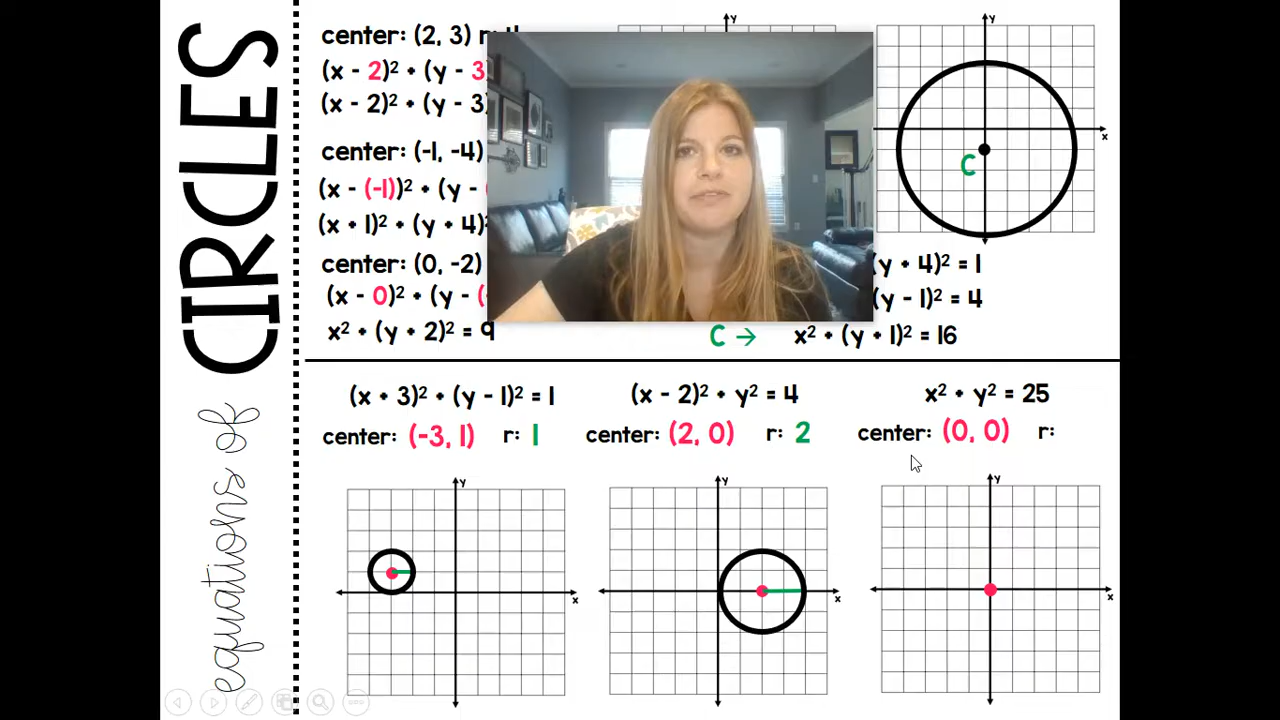 equations of CIRCLES
center: (2, 3)
(x - 2)² + (y - 3
(x - 2)² + (y - 3)
center: (-1, -4)
(x - (-1))² + (y -
(x + 1)² + (y + 4)²
center: (0, -2)
(x - 0)² + (y - (
x² + (y + 2)² = 9
y
y
x
C
(y + 4)² = 1
(y - 1)² = 4
C → x² + (y + 1)² = 16
(x + 3)² + (y - 1)² = 1
center: (-3, 1) r: 1
y
x
(x - 2)² + y² = 4
center: (2, 0) r: 2
y
x
x² + y² = 25
center: (0, 0) r:
y
x